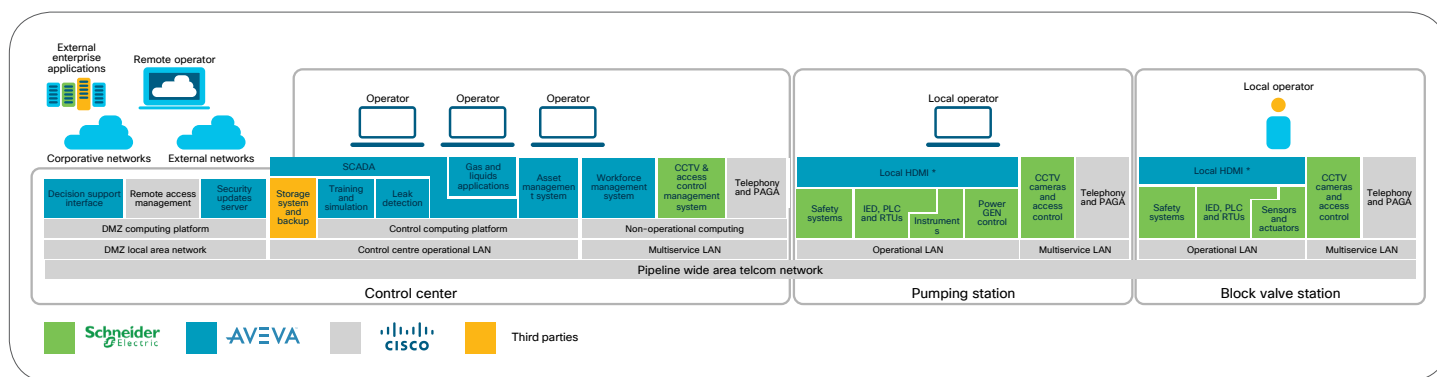 External
enterprise
applications
Remote operator
Corporative networks
External networks
Operator
Operator
Operator
Local operator
Local operator
Decision support
interface
Remote access
management
Security
updates
server
SCADA
Storage
system
and
backup
Training
and
simulation
Leak
detection
Gas and
liquids
applications
Asset
managemen
t system
Workforce
management
system
CCTV &
access
control
management
system
Telephony
and PAGA
Local HDMI *
Safety
systems
IED, PLC
and RTUs
Instrument
s
Power
GEN
control
CCTV
cameras
and
access
control
Telephony
and PAGA
Local HDMI *
Safety
systems
IED, PLC
and RTUs
Sensors
and
actuators
CCTV
cameras
and
access
control
Telephony
and PAGA
DMZ computing platform
Control computing platform
Non-operational computing
DMZ local area network
Control centre operational LAN
Multiservice LAN
Operational LAN
Multiservice LAN
Operational LAN
Multiservice LAN
Pipeline wide area telcom network
Control center
Pumping station
Block valve station
Schneider
Electric
AVEVA
CISCO
Third parties